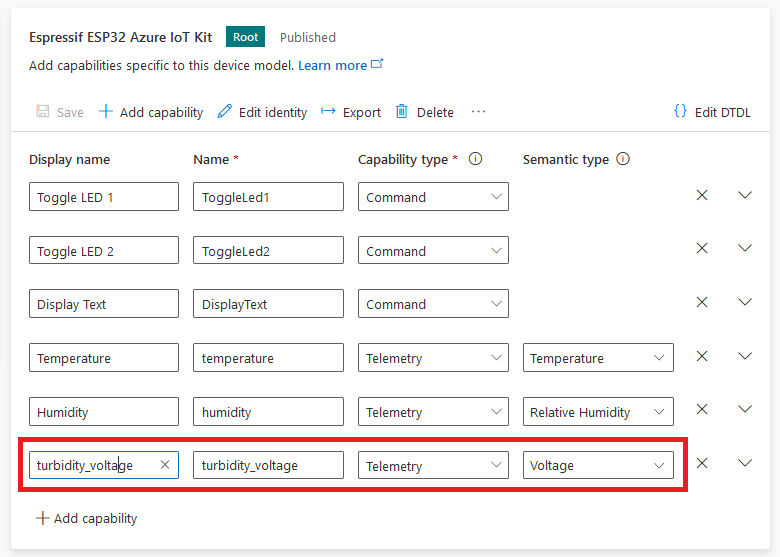 Espressif ESP32 Azure IoT Kit Root Published
Add capabilities specific to this device model. Learn more
Save Add capability Edit identity Export Delete ... {} Edit DTDL
Display name Name * Capability type * Semantic type
Toggle LED 1 ToggleLed1 Command
Toggle LED 2 ToggleLed2 Command
Display Text DisplayText Command
Temperature temperature Telemetry Temperature
Humidity humidity Telemetry Relative Humidity
turbidity_voltage turbidity_voltage Telemetry Voltage
Add capability